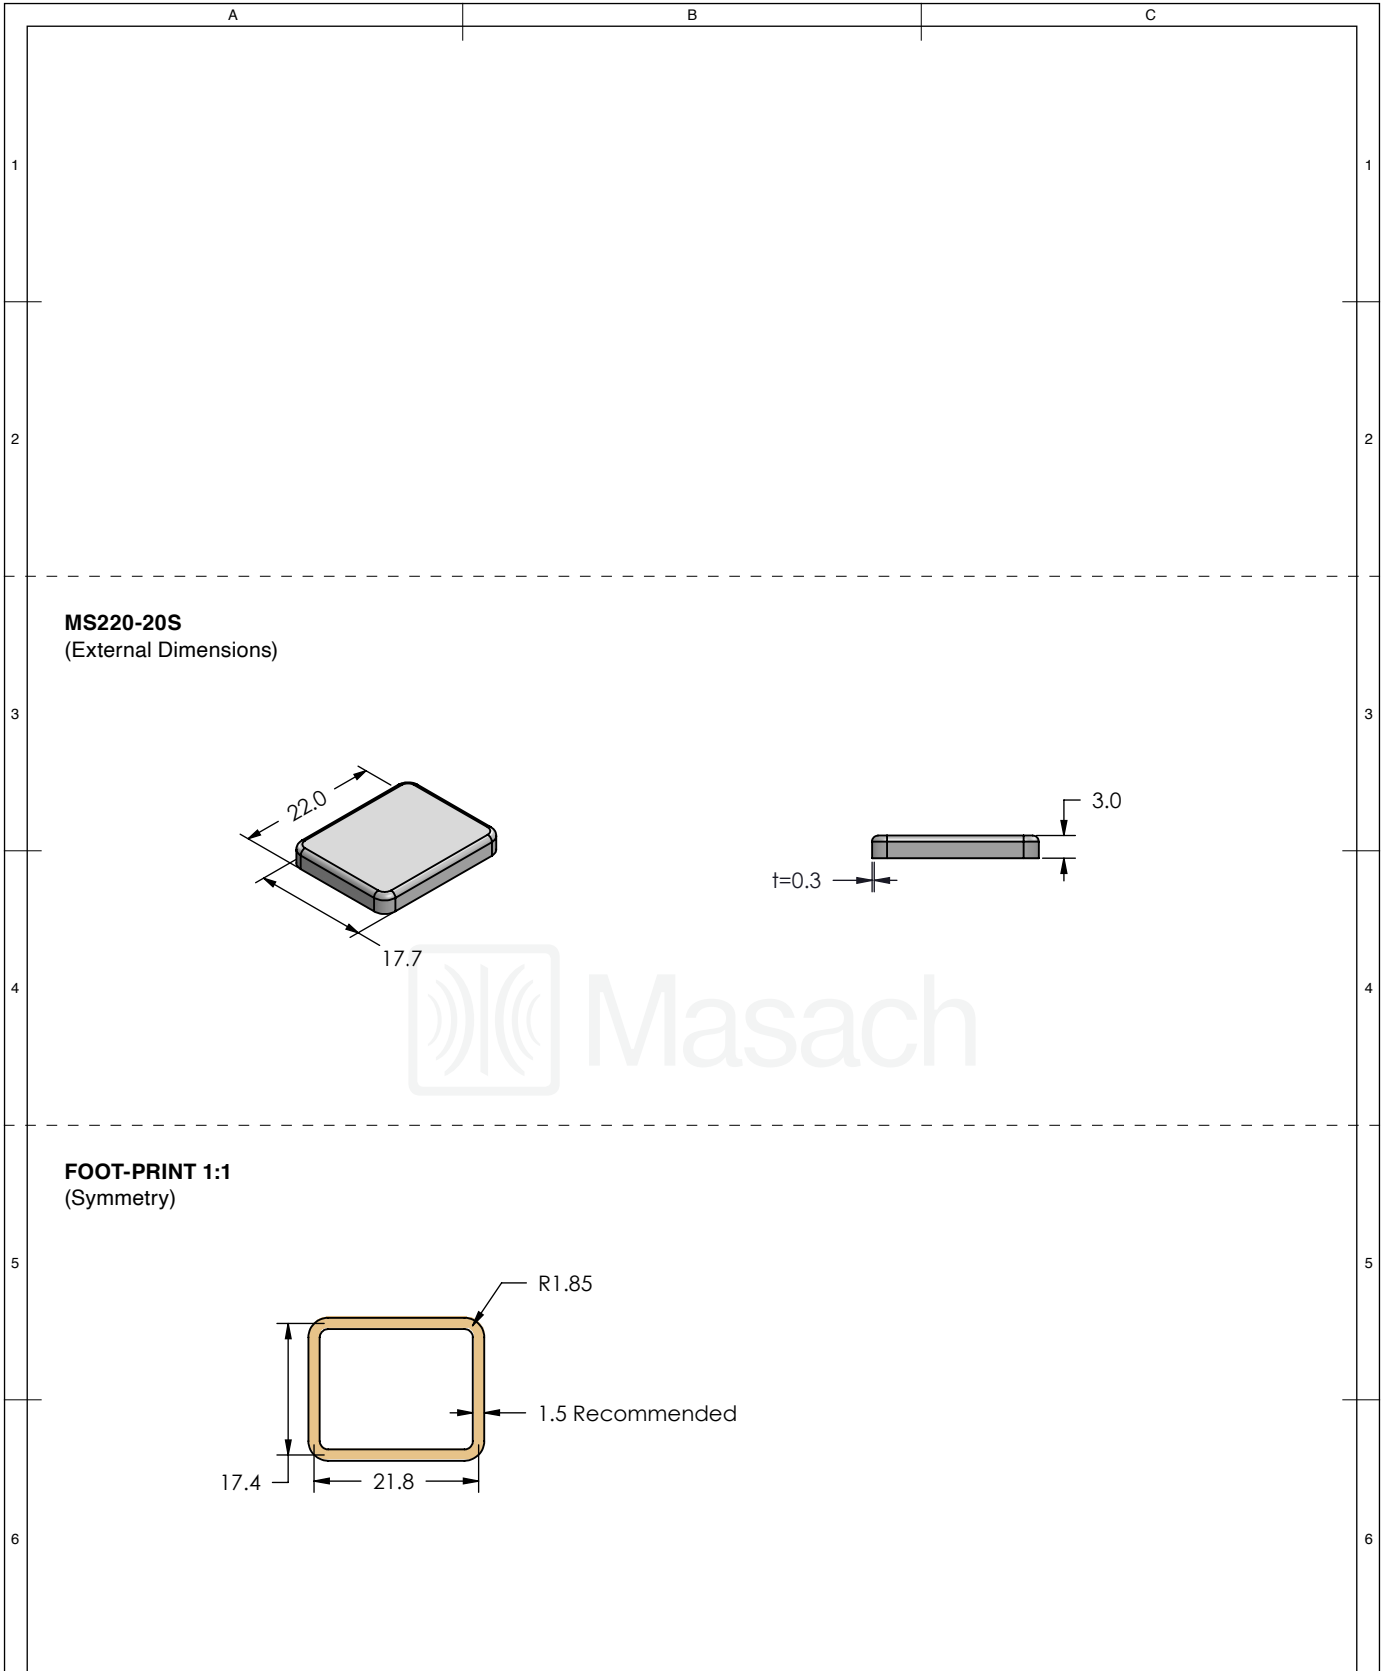 A B C
1 1
2 2
MS220-20S
(External Dimensions)
3 3
22.0
3.0
t=0.3
17.7
Masach
4 4
FOOT-PRINT 1:1
(Symmetry)
5 5
R1.85
1.5 Recommended
17.4
21.8
6 6